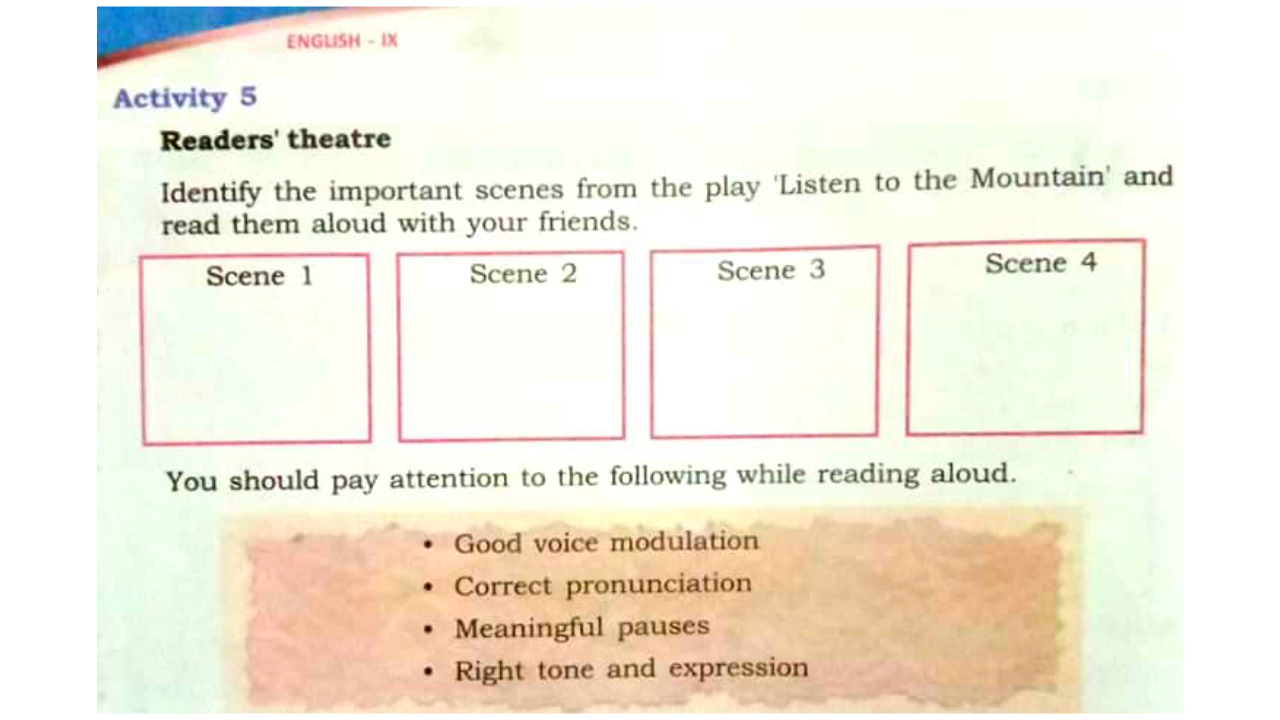 ENGLISH - IX
Activity 5
Readers' theatre
Identify the important scenes from the play 'Listen to the Mountain' and
read them aloud with your friends.
Scene 1
Scene 2
Scene 3
Scene 4
You should pay attention to the following while reading aloud.
• Good voice modulation
• Correct pronunciation
• Meaningful pauses
• Right tone and expression